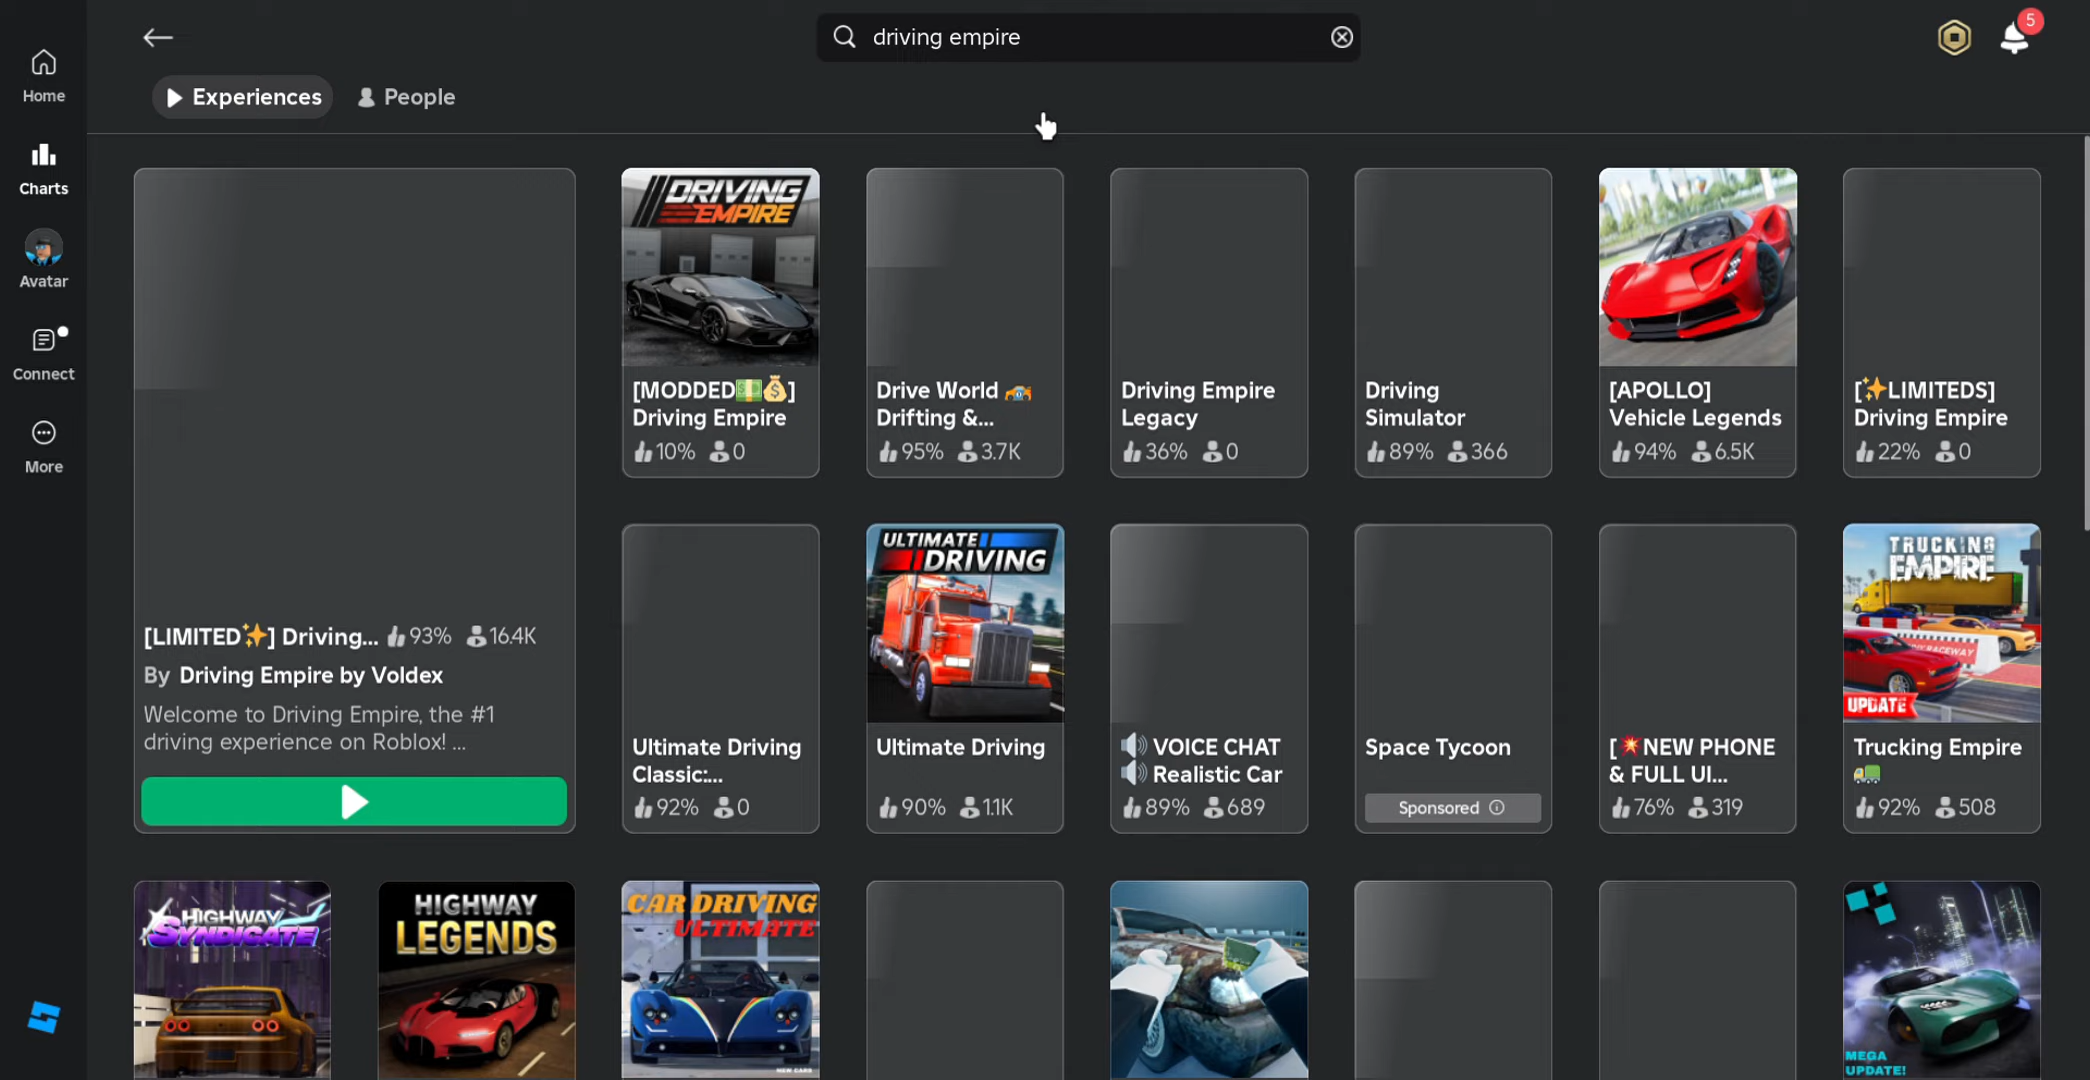 driving empire
5
Home
Charts
Avatar
Connect
More
Experiences
People
[LIMITED✨] Driving... 93% 16.4K
By Driving Empire by Voldex
Welcome to Driving Empire, the #1
driving experience on Roblox! ...
DRIVING
EMPIRE
[MODDED💵💰]
Driving Empire
10% 0
Drive World 🚗
Drifting &...
95% 3.7K
Driving Empire
Legacy
36% 0
Driving
Simulator
89% 366
[APOLLO]
Vehicle Legends
94% 6.5K
[✨LIMITEDS]
Driving Empire
22% 0
Ultimate Driving
Classic:...
92% 0
ULTIMATE
DRIVING
Ultimate Driving
90% 1.1K
🔊 VOICE CHAT
🔊 Realistic Car
89% 689
Space Tycoon
Sponsored
[💥NEW PHONE
& FULL UI...
76% 319
TRUCKING
EMPIRE
RACEWAY
UPDATE
Trucking Empire
🚛
92% 508
HIGHWAY
SYNDICATE
HIGHWAY
LEGENDS
CAR DRIVING
ULTIMATE
NEW CARS
MEGA
UPDATE!